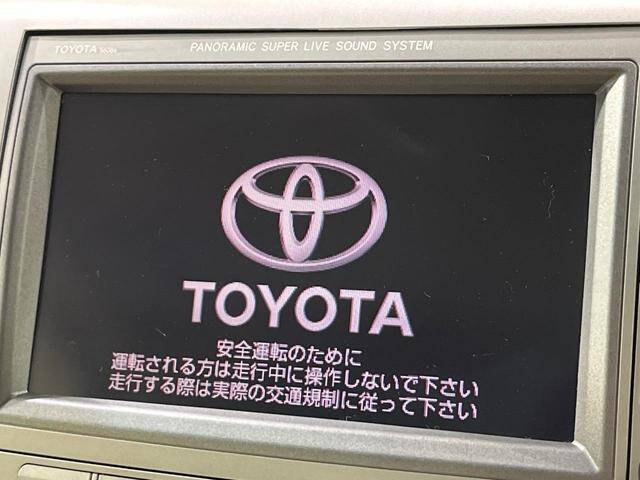 TOYOTA
PANORAMIC SUPER LIVE SOUND SYSTEM
TOYOTA
安全運転のために
運転される方は走行中に操作しないで下さい
走行する際は実際の交通規制に従って下さい